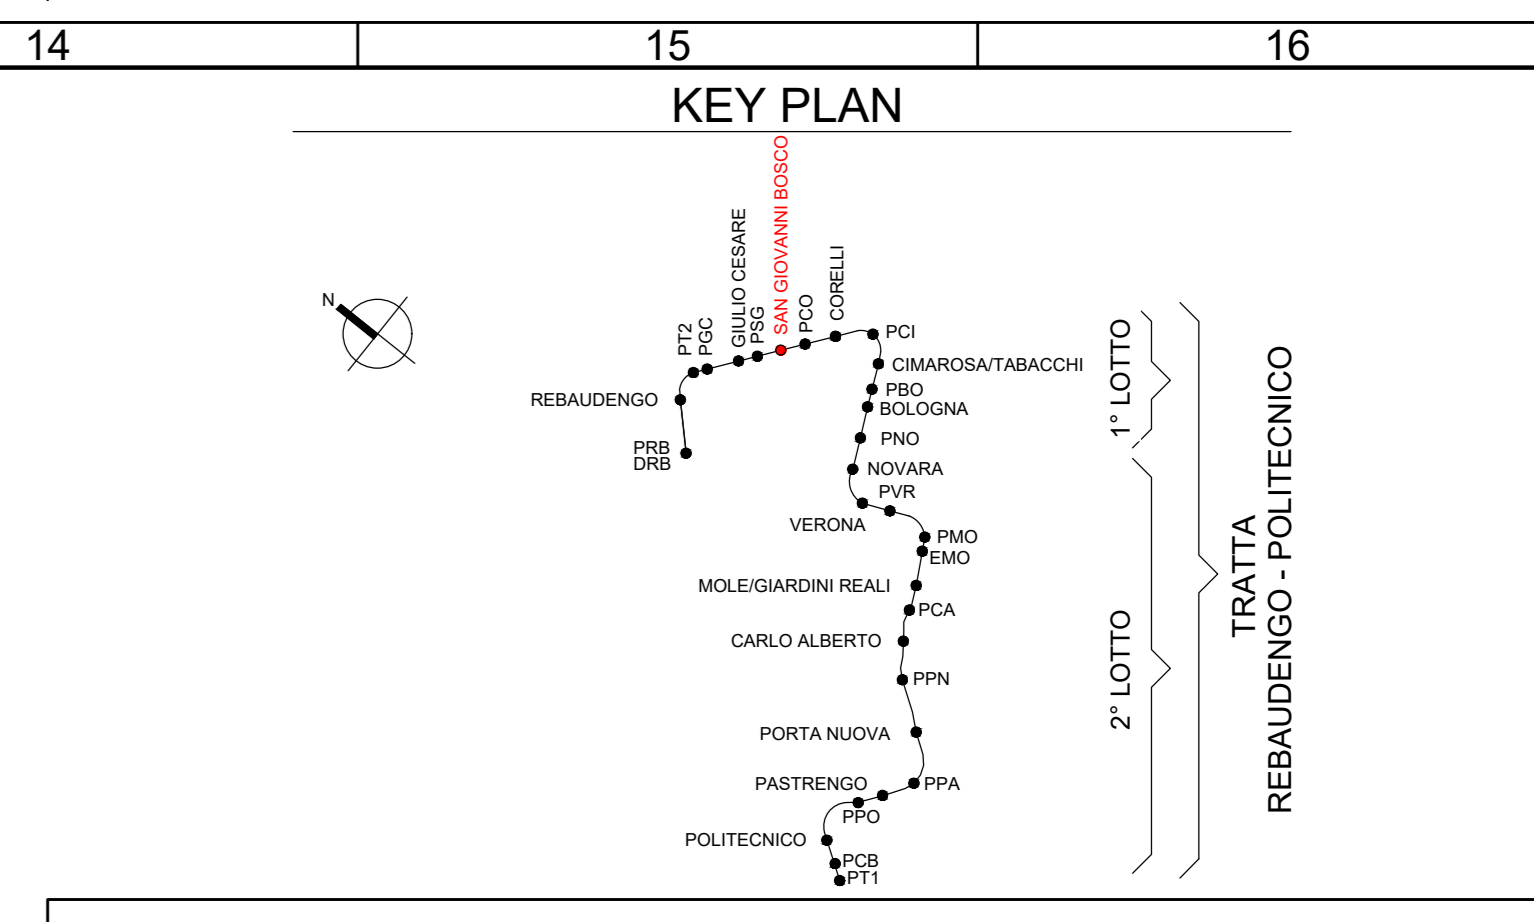 14
15
16
KEY PLAN
N
PT2
PGC
GIULIO CESARE
PSG
SAN GIOVANNI BOSCO
PCO
CORELLI
PCI
CIMAROSA/TABACCHI
REBAUDENGO
PBO
BOLOGNA
PNO
PRB
DRB
NOVARA
PVR
VERONA
PMO
EMO
MOLE/GIARDINI REALI
PCA
CARLO ALBERTO
PPN
PORTA NUOVA
PASTRENGO
PPA
PPO
POLITECNICO
PCB
PT1
1° LOTTO
2° LOTTO
TRATTA
REBAUDENGO - POLITECNICO